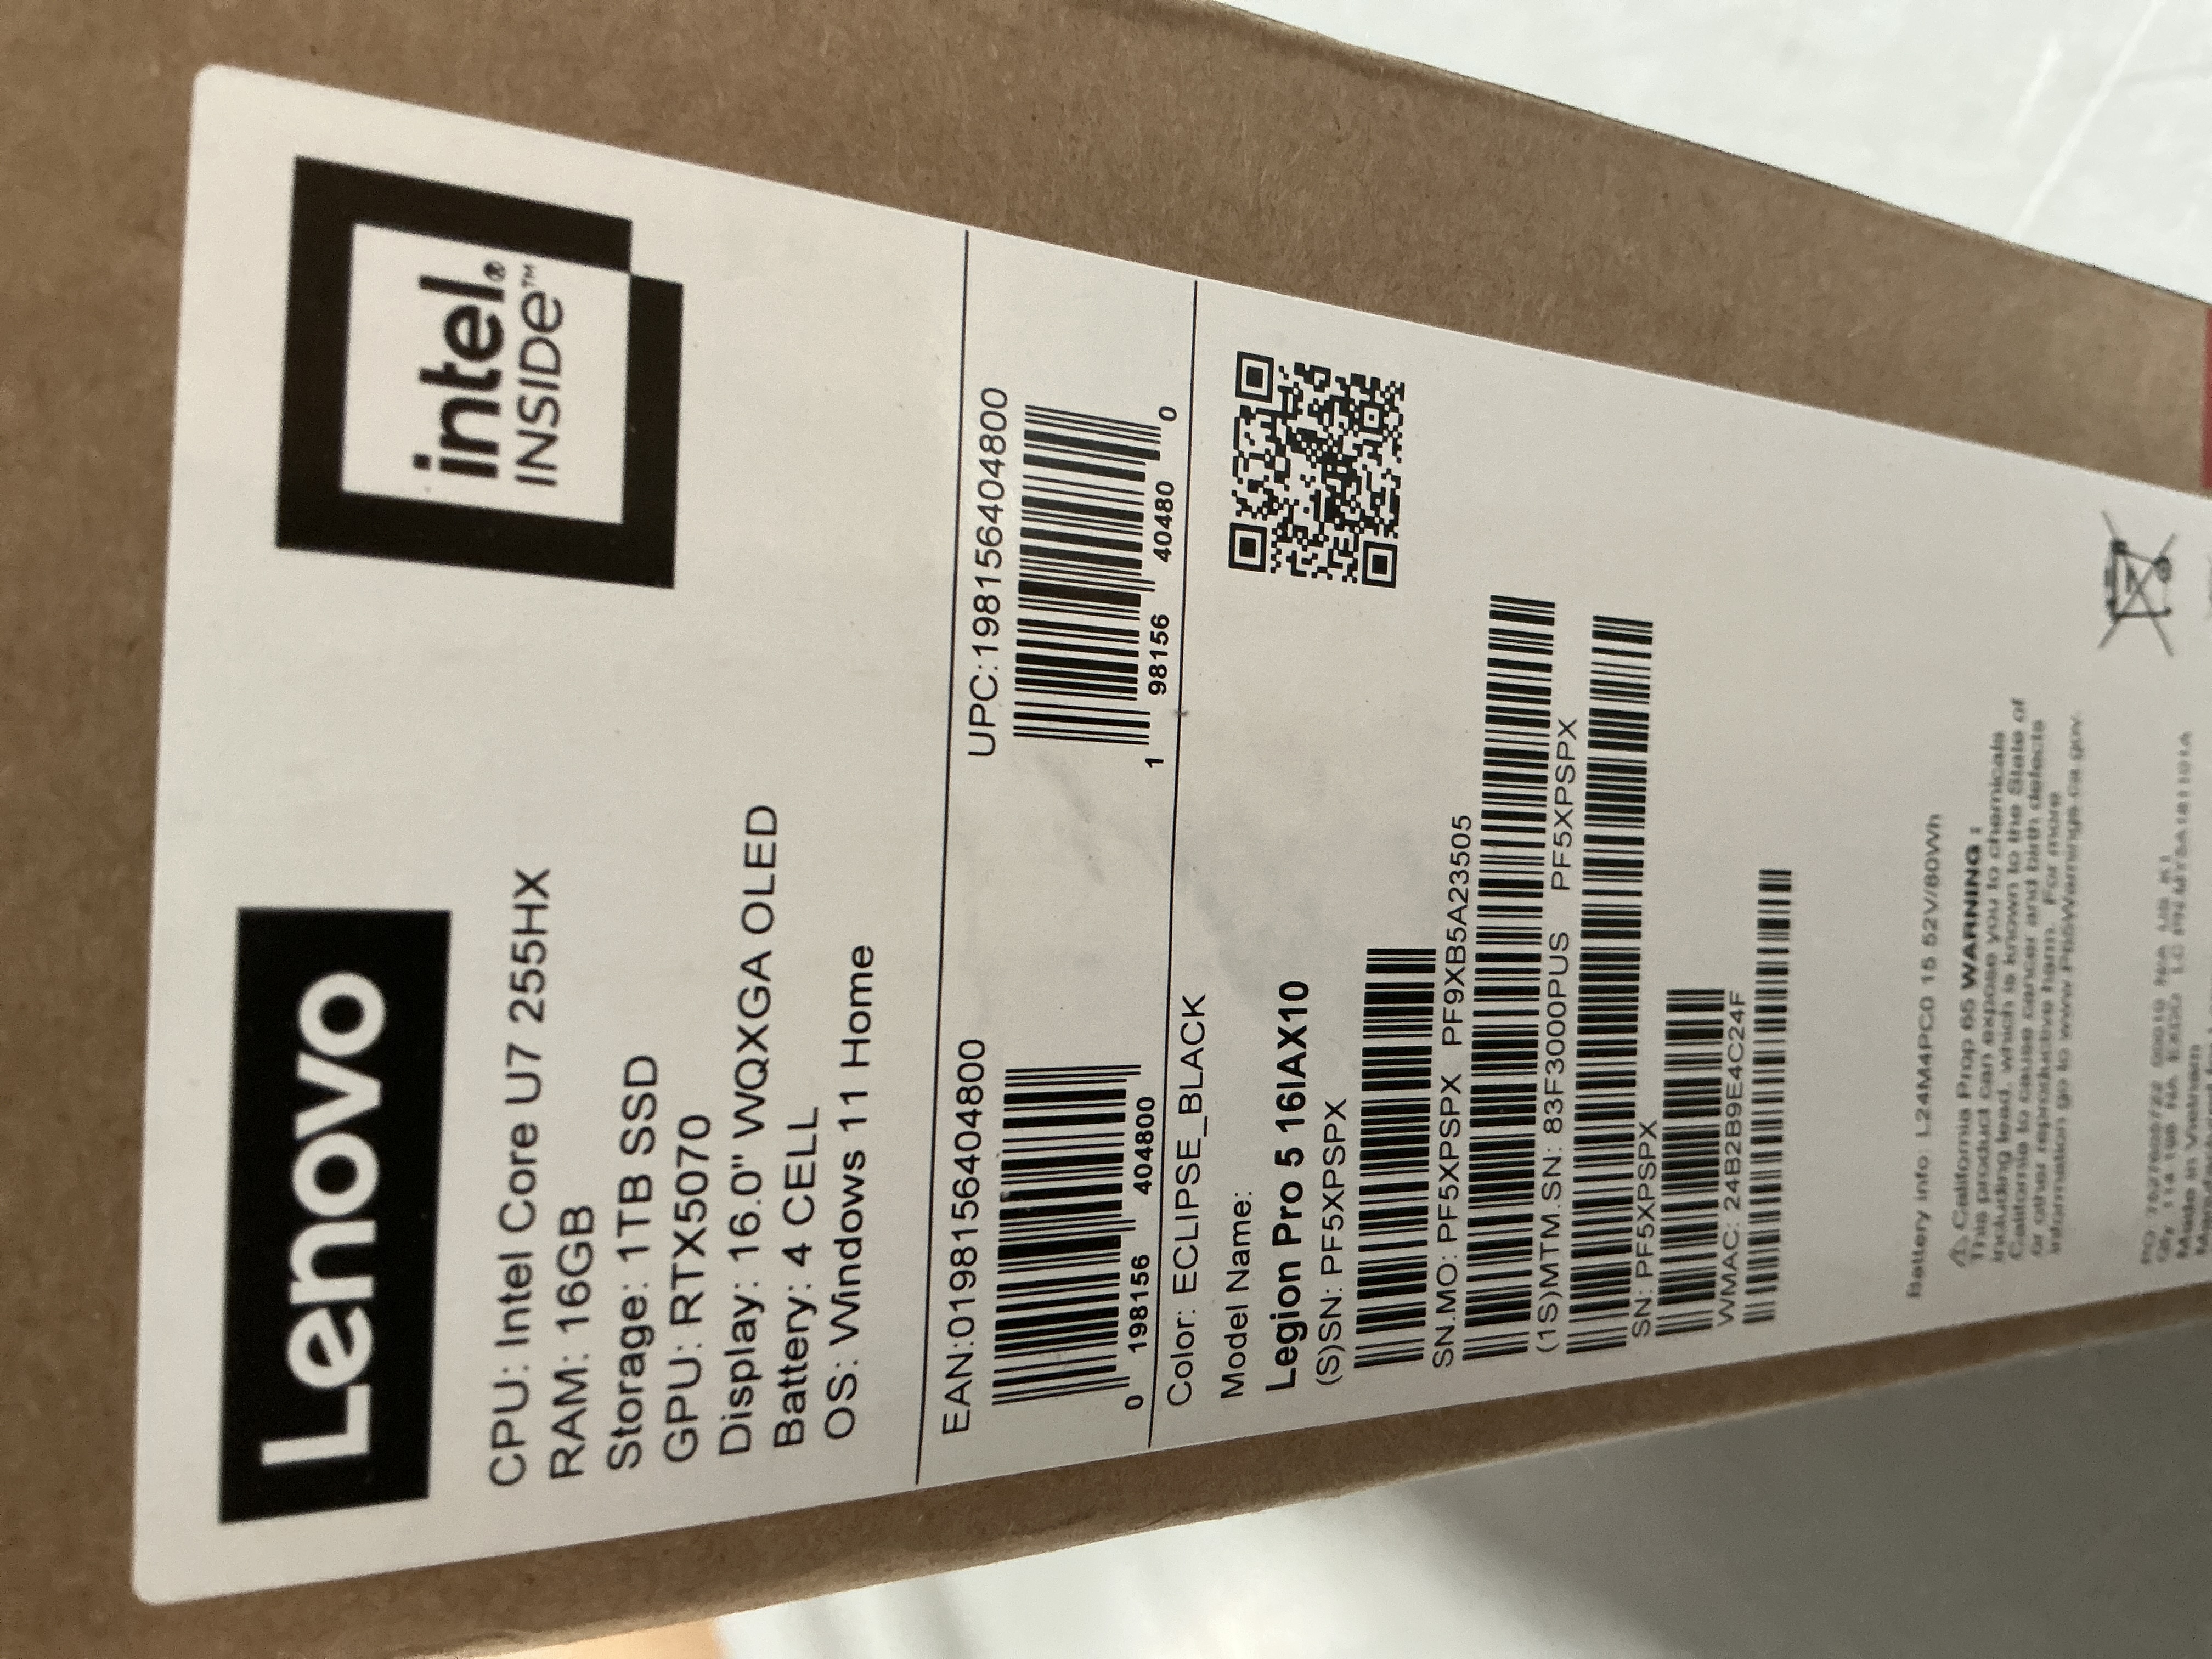 Lenovo
intel®
INSIDe™
CPU: Intel Core U7 255HX
RAM: 16GB
Storage: 1TB SSD
GPU: RTX5070
Display: 16.0" WQXGA OLED
Battery: 4 CELL
OS: Windows 11 Home
EAN:0198156404800
0 198156 404800
UPC:198156404800
1 98156 40480 0
Color: ECLIPSE_BLACK
Model Name:
Legion Pro 5 16IAX10
(S)SN: PF5XPSPX
SN.MO: PF5XPSPX PF9XB5A23505
(1S)MTM.SN: 83F3000PUS PF5XPSPX
SN: PF5XPSPX
WMAC: 24B2B9E4C24F
Battery info: L24M4PC0 15 52V/80Wh
⚠ California Prop 65 WARNING :
This product can expose you to chemicals
including lead, which is known to the State of
California to cause cancer and birth defects
or other reproductive harm. For more
information go to www.P65Warnings.ca.gov.
Made in Vietnam